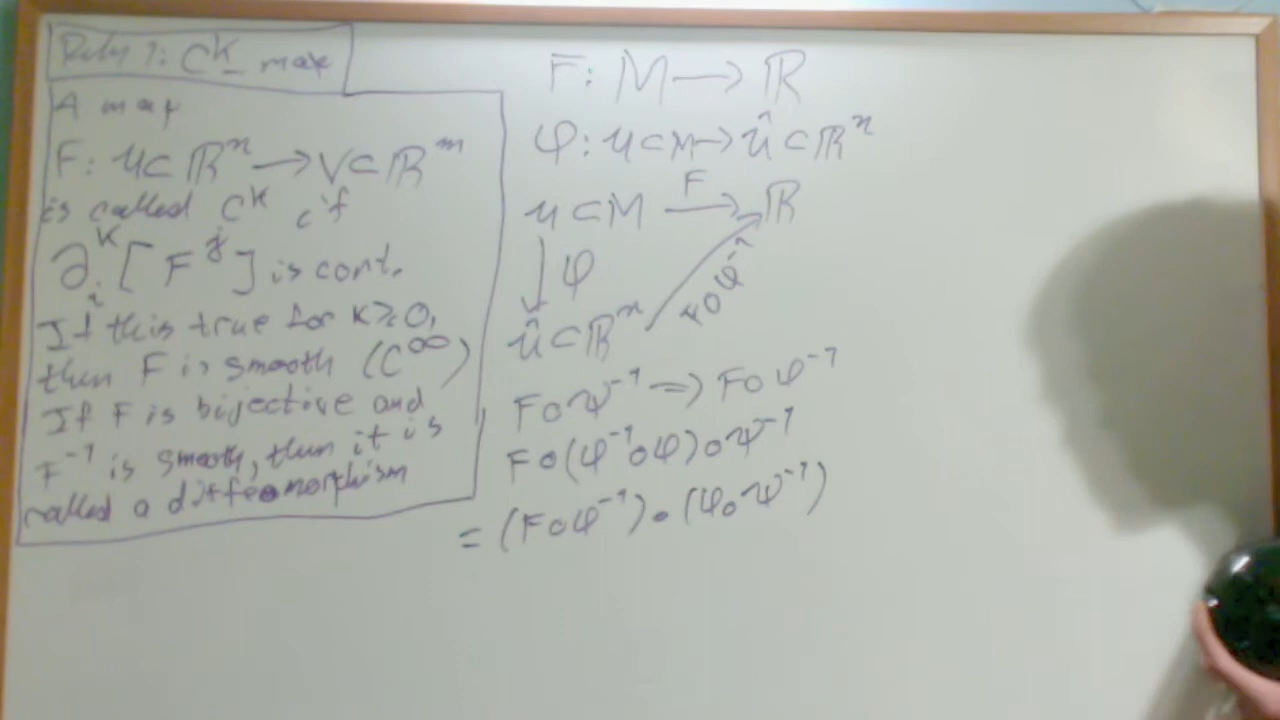 Defn 1: C^k- map
A map
F: U⊂ℝ^n → V⊂ℝ^m
is called C^k if
∂_i^k [F^j] is cont.
If this true for k≥0,
then F is smooth (C^∞)
If F is bijective and
F^-1 is smooth, then it is
called a diffeomorphism
F: M → ℝ
φ: U⊂M → Û⊂ℝ^n
U⊂M —F→ ℝ
↓ φ
Û⊂ℝ^n
F∘φ^-1
F∘ψ^-1 ⇒ F∘φ^-1
F∘(φ^-1∘φ)∘ψ^-1
= (F∘φ^-1)∘(φ∘ψ^-1)